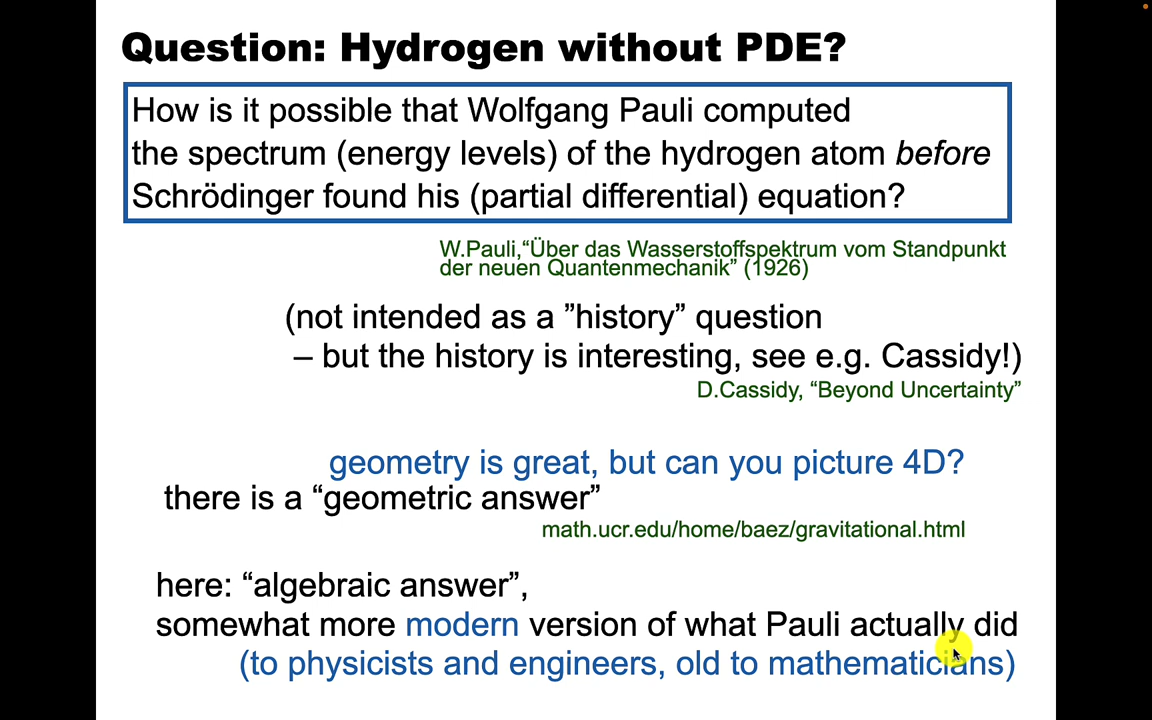 Question: Hydrogen without PDE?
How is it possible that Wolfgang Pauli computed
the spectrum (energy levels) of the hydrogen atom before
Schrödinger found his (partial differential) equation?
W.Pauli,“Über das Wasserstoffspektrum vom Standpunkt
der neuen Quantenmechanik” (1926)
(not intended as a ”history” question
– but the history is interesting, see e.g. Cassidy!)
D.Cassidy, “Beyond Uncertainty”
geometry is great, but can you picture 4D?
there is a “geometric answer”
math.ucr.edu/home/baez/gravitational.html
here: “algebraic answer”,
somewhat more modern version of what Pauli actually did
(to physicists and engineers, old to mathematicians)